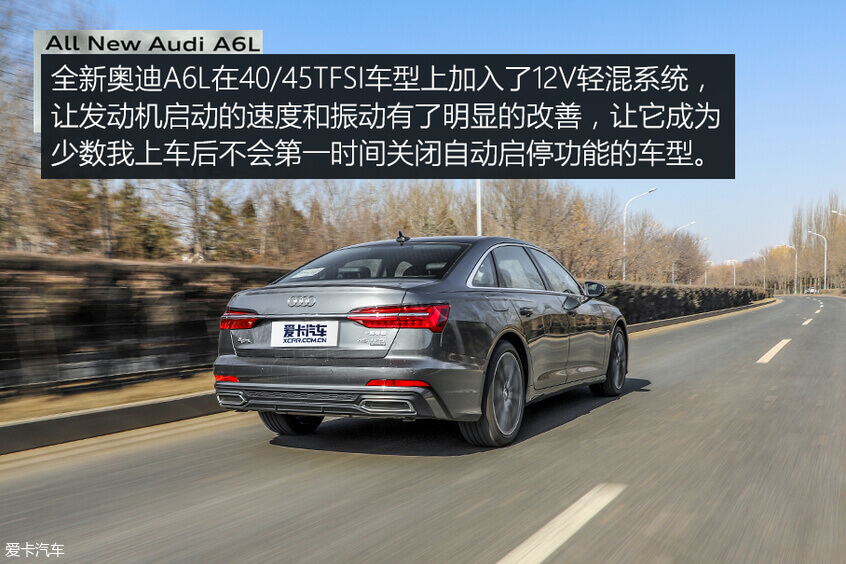 All New Audi A6L
全新奥迪A6L在40/45TFSI车型上加入了12V轻混系统，
让发动机启动的速度和振动有了明显的改善，让它成为
少数我上车后不会第一时间关闭自动启停功能的车型。
爱卡汽车
XCAR.COM.CN
爱卡汽车